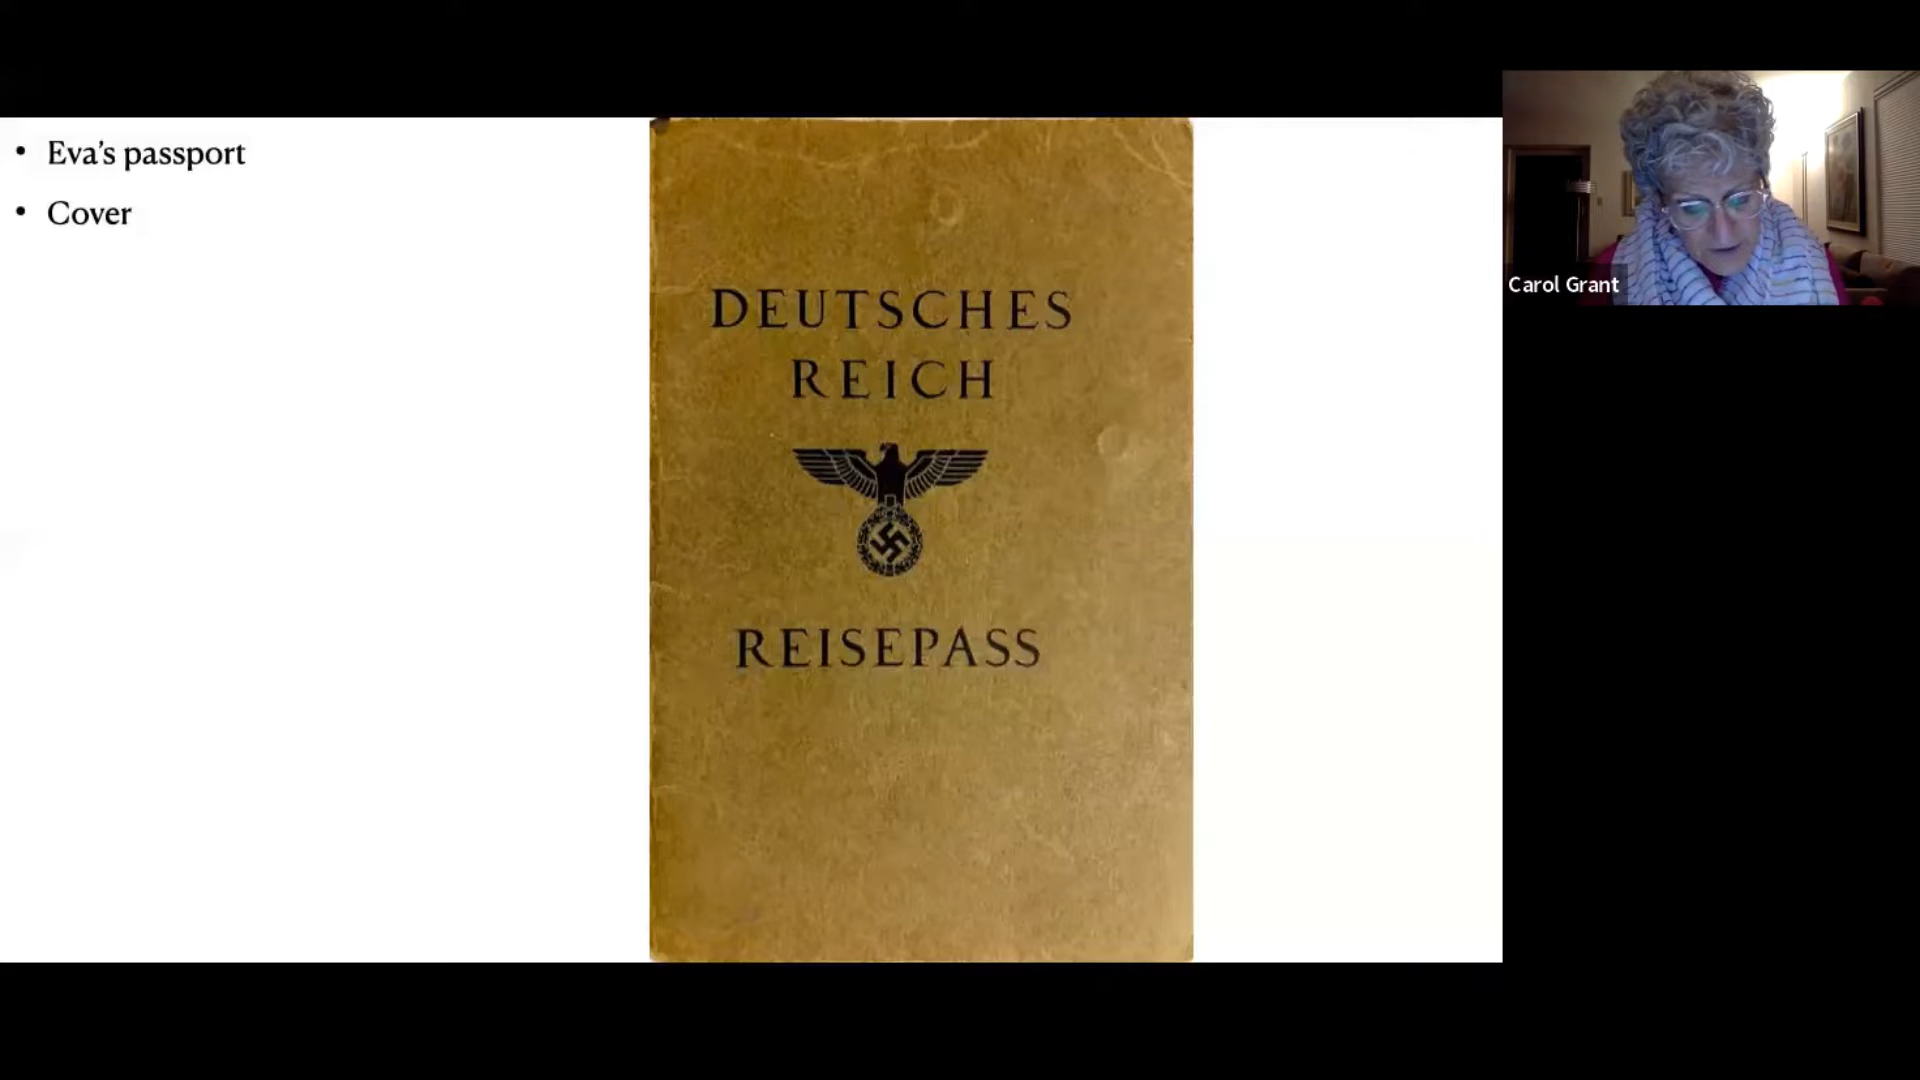 • Eva’s passport
• Cover
DEUTSCHES
REICH
REISEPASS
Carol Grant